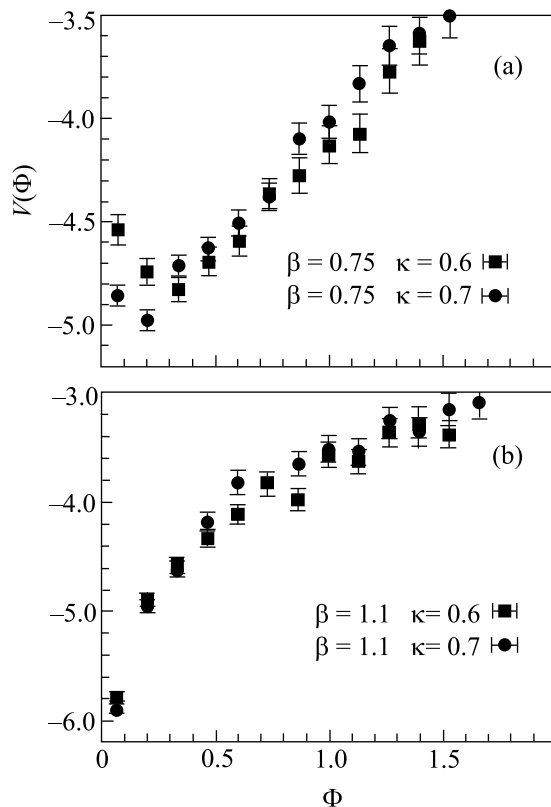 −3.5
(a)
−4.0
V(Φ)
−4.5
β = 0.75 κ = 0.6
β = 0.75 κ = 0.7
−5.0
−3.0
(b)
−4.0
−5.0
β = 1.1 κ= 0.6
β = 1.1 κ= 0.7
−6.0
0 0.5 1.0 1.5
Φ